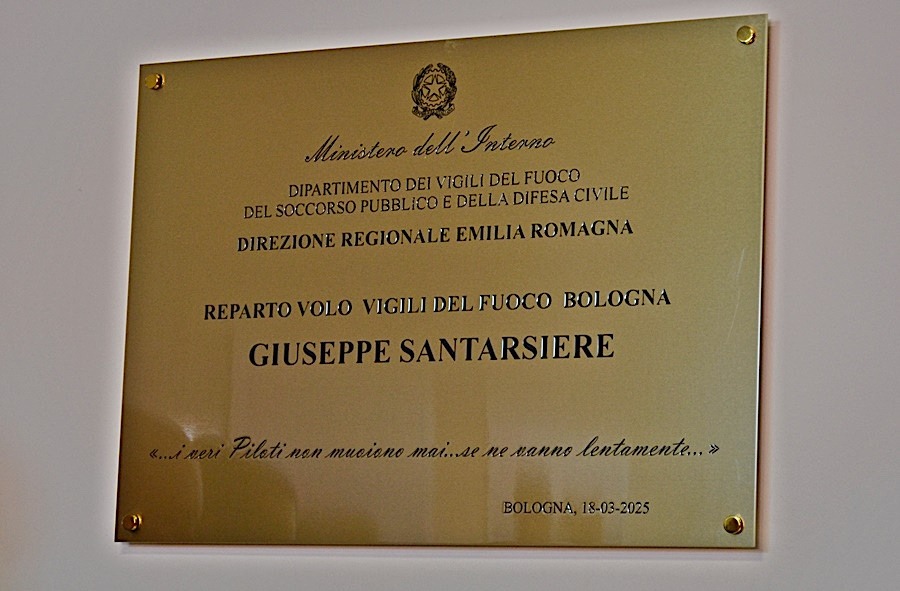 Ministero dell'Interno
DIPARTIMENTO DEI VIGILI DEL FUOCO
DEL SOCCORSO PUBBLICO E DELLA DIFESA CIVILE
DIREZIONE REGIONALE EMILIA ROMAGNA
REPARTO VOLO VIGILI DEL FUOCO BOLOGNA
GIUSEPPE SANTARSIERE
«...i veri Piloti non muoiono mai...se ne vanno lentamente...»
BOLOGNA, 18-03-2025